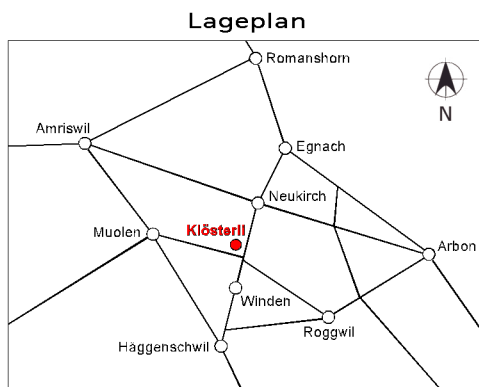 Lageplan
Romanshorn
N
Amriswil
Egnach
Neukirch
Muolen
Klösterli
Arbon
Winden
Roggwil
Häggenschwil